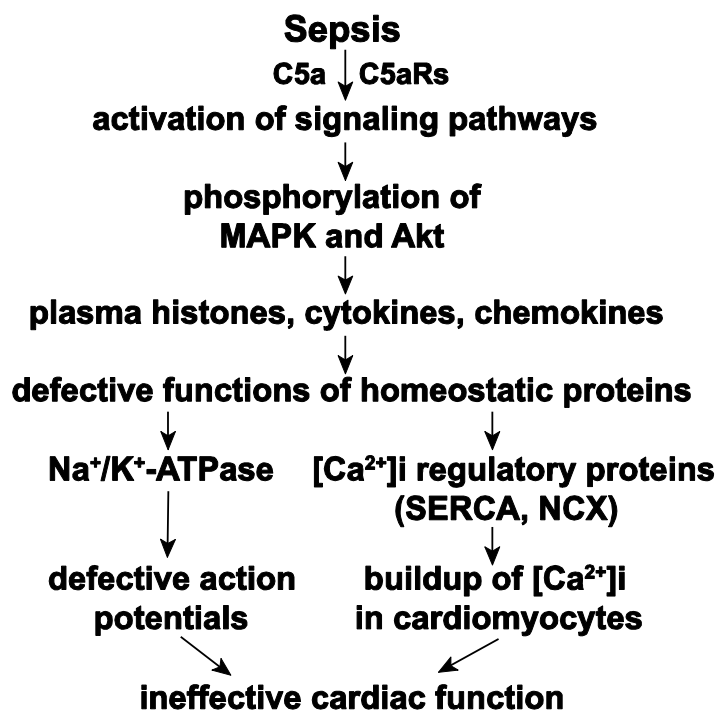 Sepsis
C5a C5aRs
activation of signaling pathways
phosphorylation of
MAPK and Akt
plasma histones, cytokines, chemokines
defective functions of homeostatic proteins
Na⁺/K⁺-ATPase
[Ca²⁺]i regulatory proteins
(SERCA, NCX)
defective action
potentials
buildup of [Ca²⁺]i
in cardiomyocytes
ineffective cardiac function